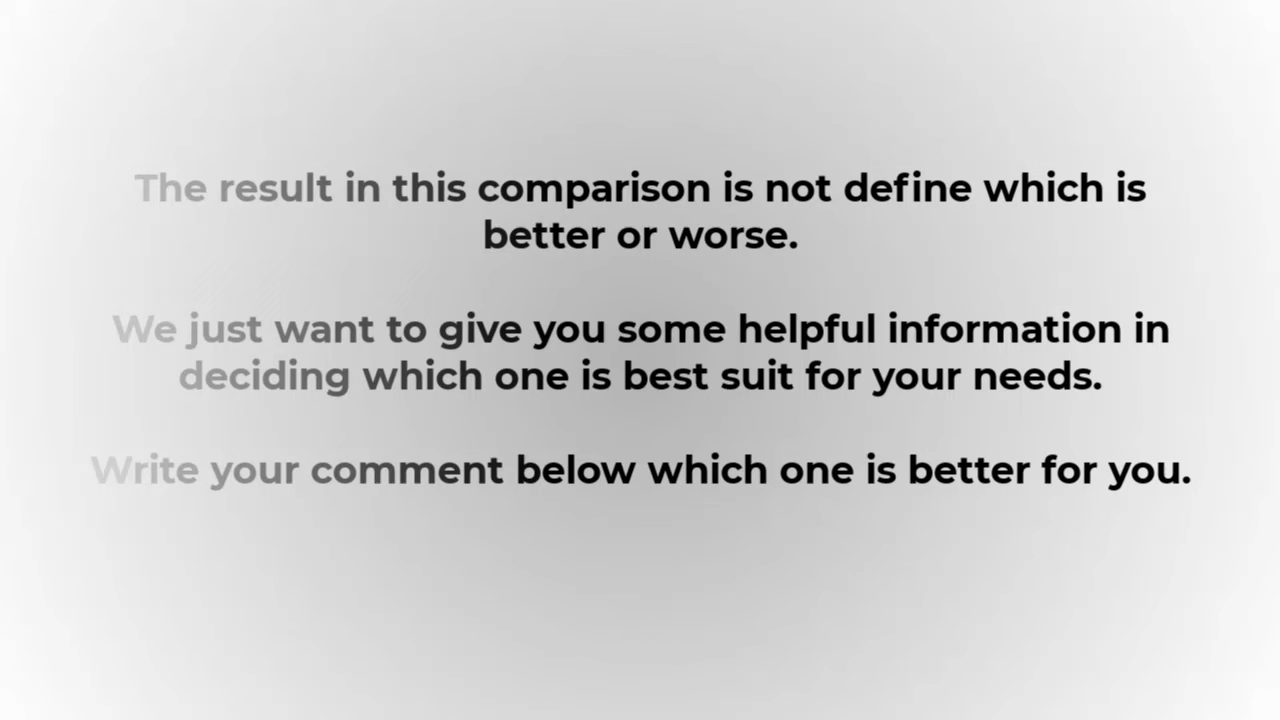 The result in this comparison is not define which is
better or worse.
We just want to give you some helpful information in
deciding which one is best suit for your needs.
Write your comment below which one is better for you.